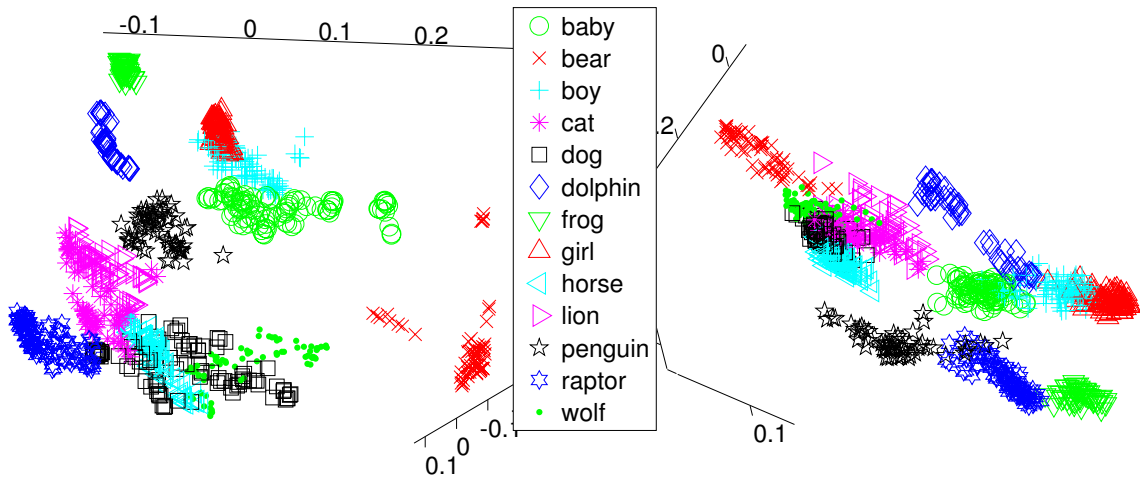 -0.1 0 0.1 0.2
baby
bear
boy
cat
dog
dolphin
frog
girl
horse
lion
penguin
raptor
wolf
0.1 0 -0.1
0
.2
0.1